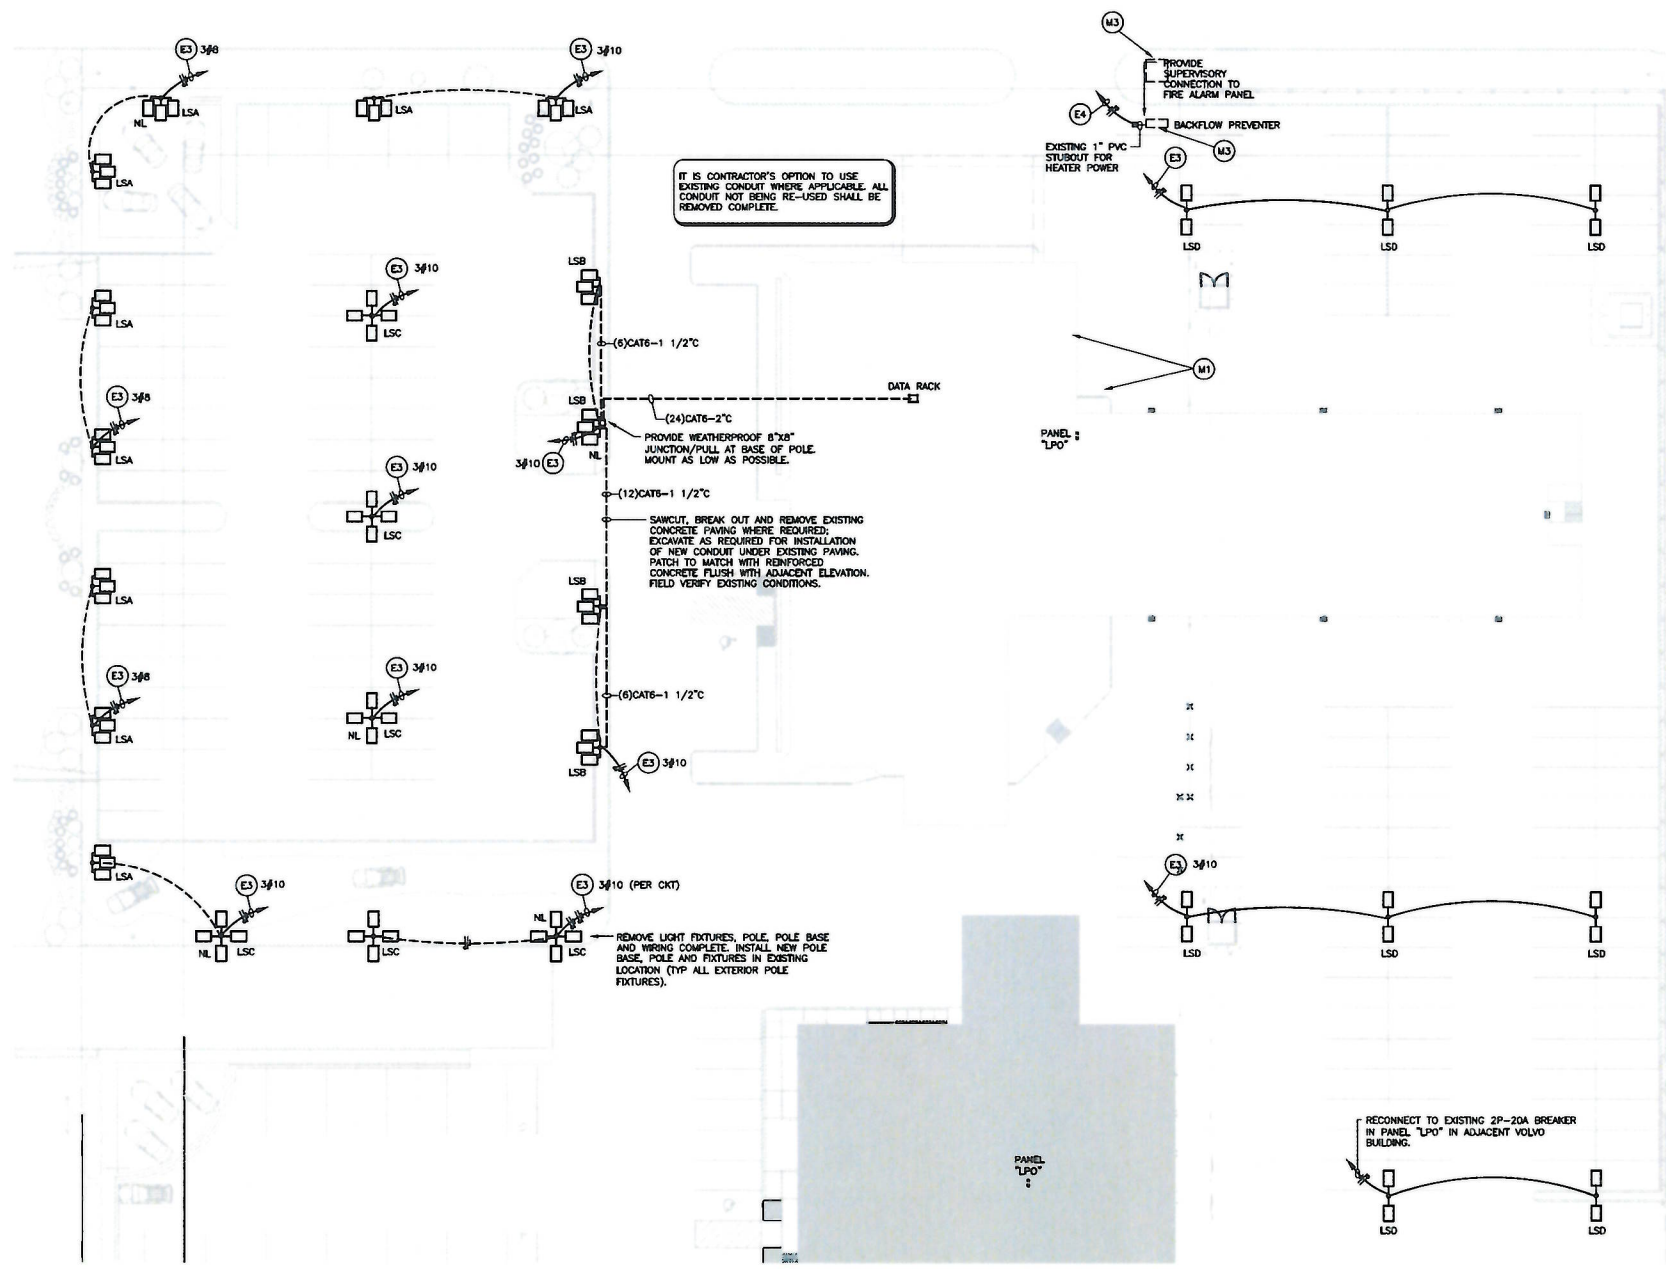 M3
E3 3#8
E3 3#10
PROVIDE
SUPERVISORY
CONNECTION TO
FIRE ALARM PANEL
LSA
NL
LSA
LSA
E4
BACKFLOW PREVENTER
EXISTING 1" PVC
STUBOUT FOR
HEATER POWER
M3
E3
LSA
IT IS CONTRACTOR'S OPTION TO USE
EXISTING CONDUIT WHERE APPLICABLE. ALL
CONDUIT NOT BEING RE-USED SHALL BE
REMOVED COMPLETE.
LSD
LSD
LSD
E3 3#10
LSB
LSA
LSC
(6)CAT6-1 1/2"C
M1
DATA RACK
E3 3#8
LSB
(24)CAT6-2"C
PANEL
"LPO"
PROVIDE WEATHERPROOF 8"X8"
JUNCTION/PULL AT BASE OF POLE.
MOUNT AS LOW AS POSSIBLE.
LSA
NL
3#10 E3
E3 3#10
(12)CAT6-1 1/2"C
LSC
SAWCUT, BREAK OUT AND REMOVE EXISTING
CONCRETE PAVING WHERE REQUIRED;
EXCAVATE AS REQUIRED FOR INSTALLATION
OF NEW CONDUIT UNDER EXISTING PAVING.
PATCH TO MATCH WITH REINFORCED
CONCRETE FLUSH WITH ADJACENT ELEVATION.
FIELD VERIFY EXISTING CONDITIONS.
LSB
LSA
E3 3#8
E3 3#10
(6)CAT6-1 1/2"C
LSA
NL
LSC
LSB
E3 3#10
LSA
E3 3#10
E3 3#10 (PER CKT)
E3 3#10
NL
NL
LSC
LSC
LSC
REMOVE LIGHT FIXTURES, POLE, POLE BASE
AND WIRING COMPLETE. INSTALL NEW POLE
BASE, POLE AND FIXTURES IN EXISTING
LOCATION (TYP ALL EXTERIOR POLE
FIXTURES).
LSD
LSD
LSD
RECONNECT TO EXISTING 2P-20A BREAKER
IN PANEL "LPO" IN ADJACENT VOLVO
BUILDING.
PANEL
"LPO"
LSD
LSD